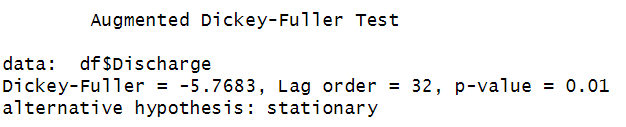 Augmented Dickey-Fuller Test
data:  df$Discharge
Dickey-Fuller = -5.7683, Lag order = 32, p-value = 0.01
alternative hypothesis: stationary